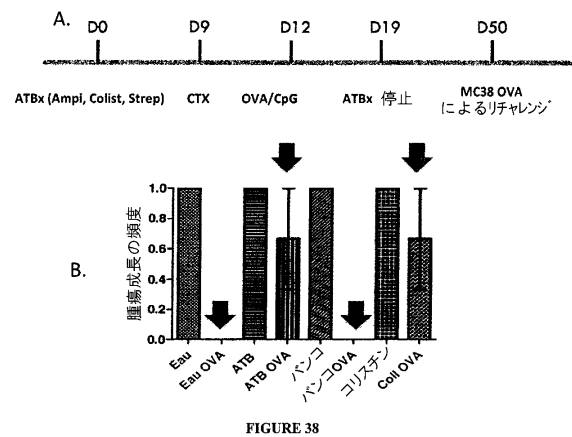 A.
D0 D9 D12 D19 D50
ATBx (Ampi, Colist, Strep) CTX OVA/CpG ATBx 停止 MC38 OVA
によるリチャレンジ
B.
腫瘍成長の頻度
1.0
0.8
0.6
0.4
0.2
0.0
Eau
Eau OVA
ATB
ATB OVA
バンコ
バンコOVA
コリスチン
Coli OVA
FIGURE 38